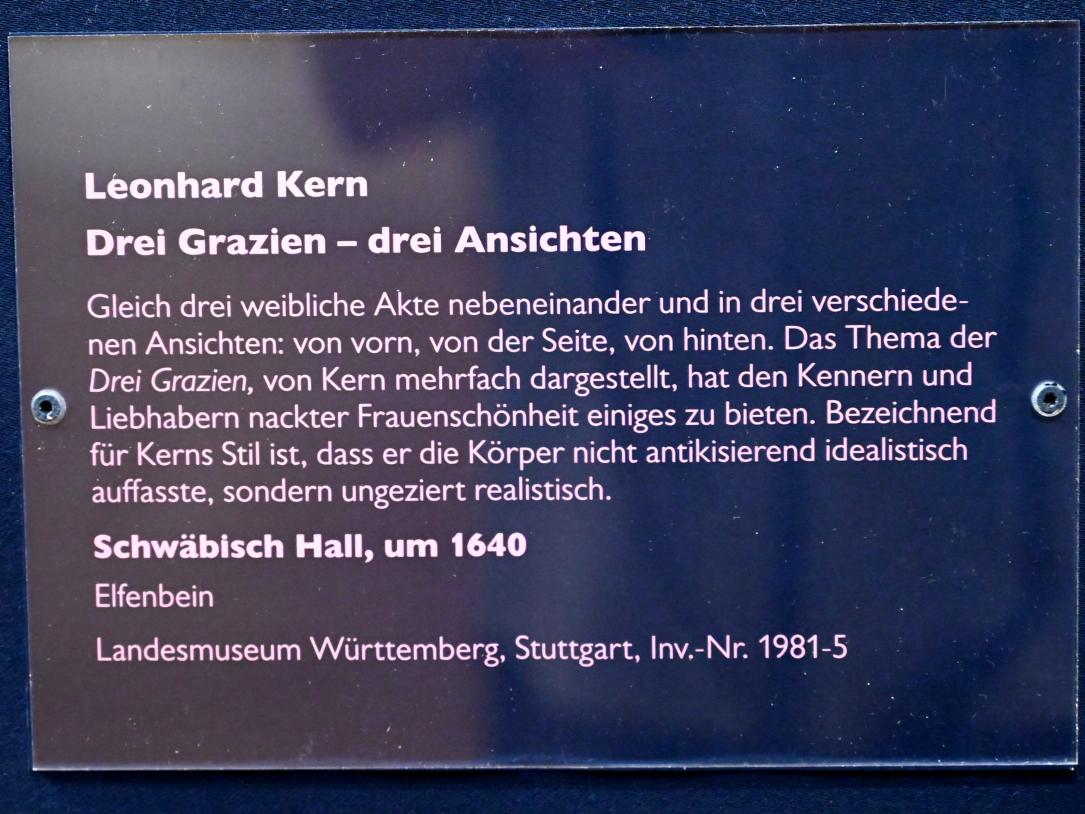 Leonhard Kern
Drei Grazien – drei Ansichten
Gleich drei weibliche Akte nebeneinander und in drei verschiede-
nen Ansichten: von vorn, von der Seite, von hinten. Das Thema der
Drei Grazien, von Kern mehrfach dargestellt, hat den Kennern und
Liebhabern nackter Frauenschönheit einiges zu bieten. Bezeichnend
für Kerns Stil ist, dass er die Körper nicht antikisierend idealistisch
auffasste, sondern ungeziert realistisch.
Schwäbisch Hall, um 1640
Elfenbein
Landesmuseum Württemberg, Stuttgart, Inv.-Nr. 1981-5